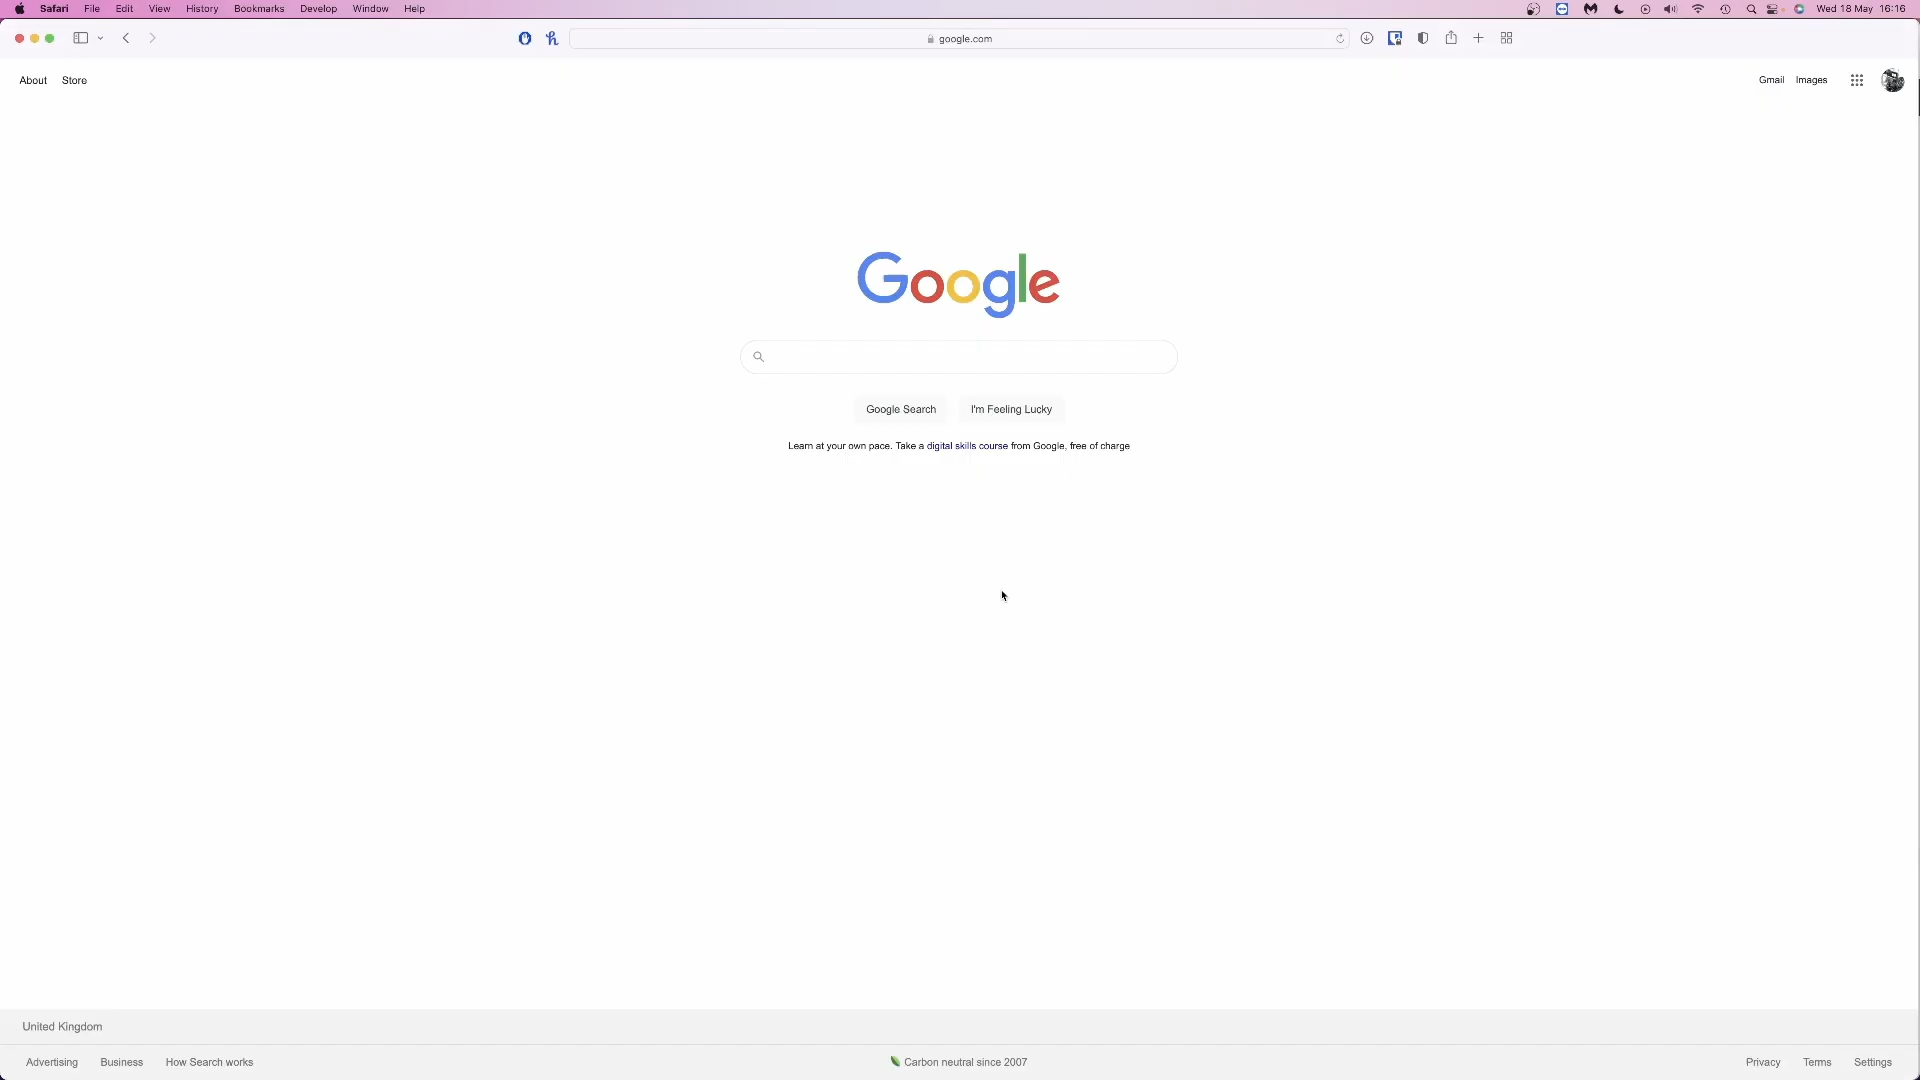 Safari File Edit View History Bookmarks Develop Window Help Wed 18 May 16:16
google.com
About Store Gmail Images
Google
Google Search I'm Feeling Lucky
Learn at your own pace. Take a digital skills course from Google, free of charge
United Kingdom
Advertising Business How Search works Carbon neutral since 2007 Privacy Terms Settings